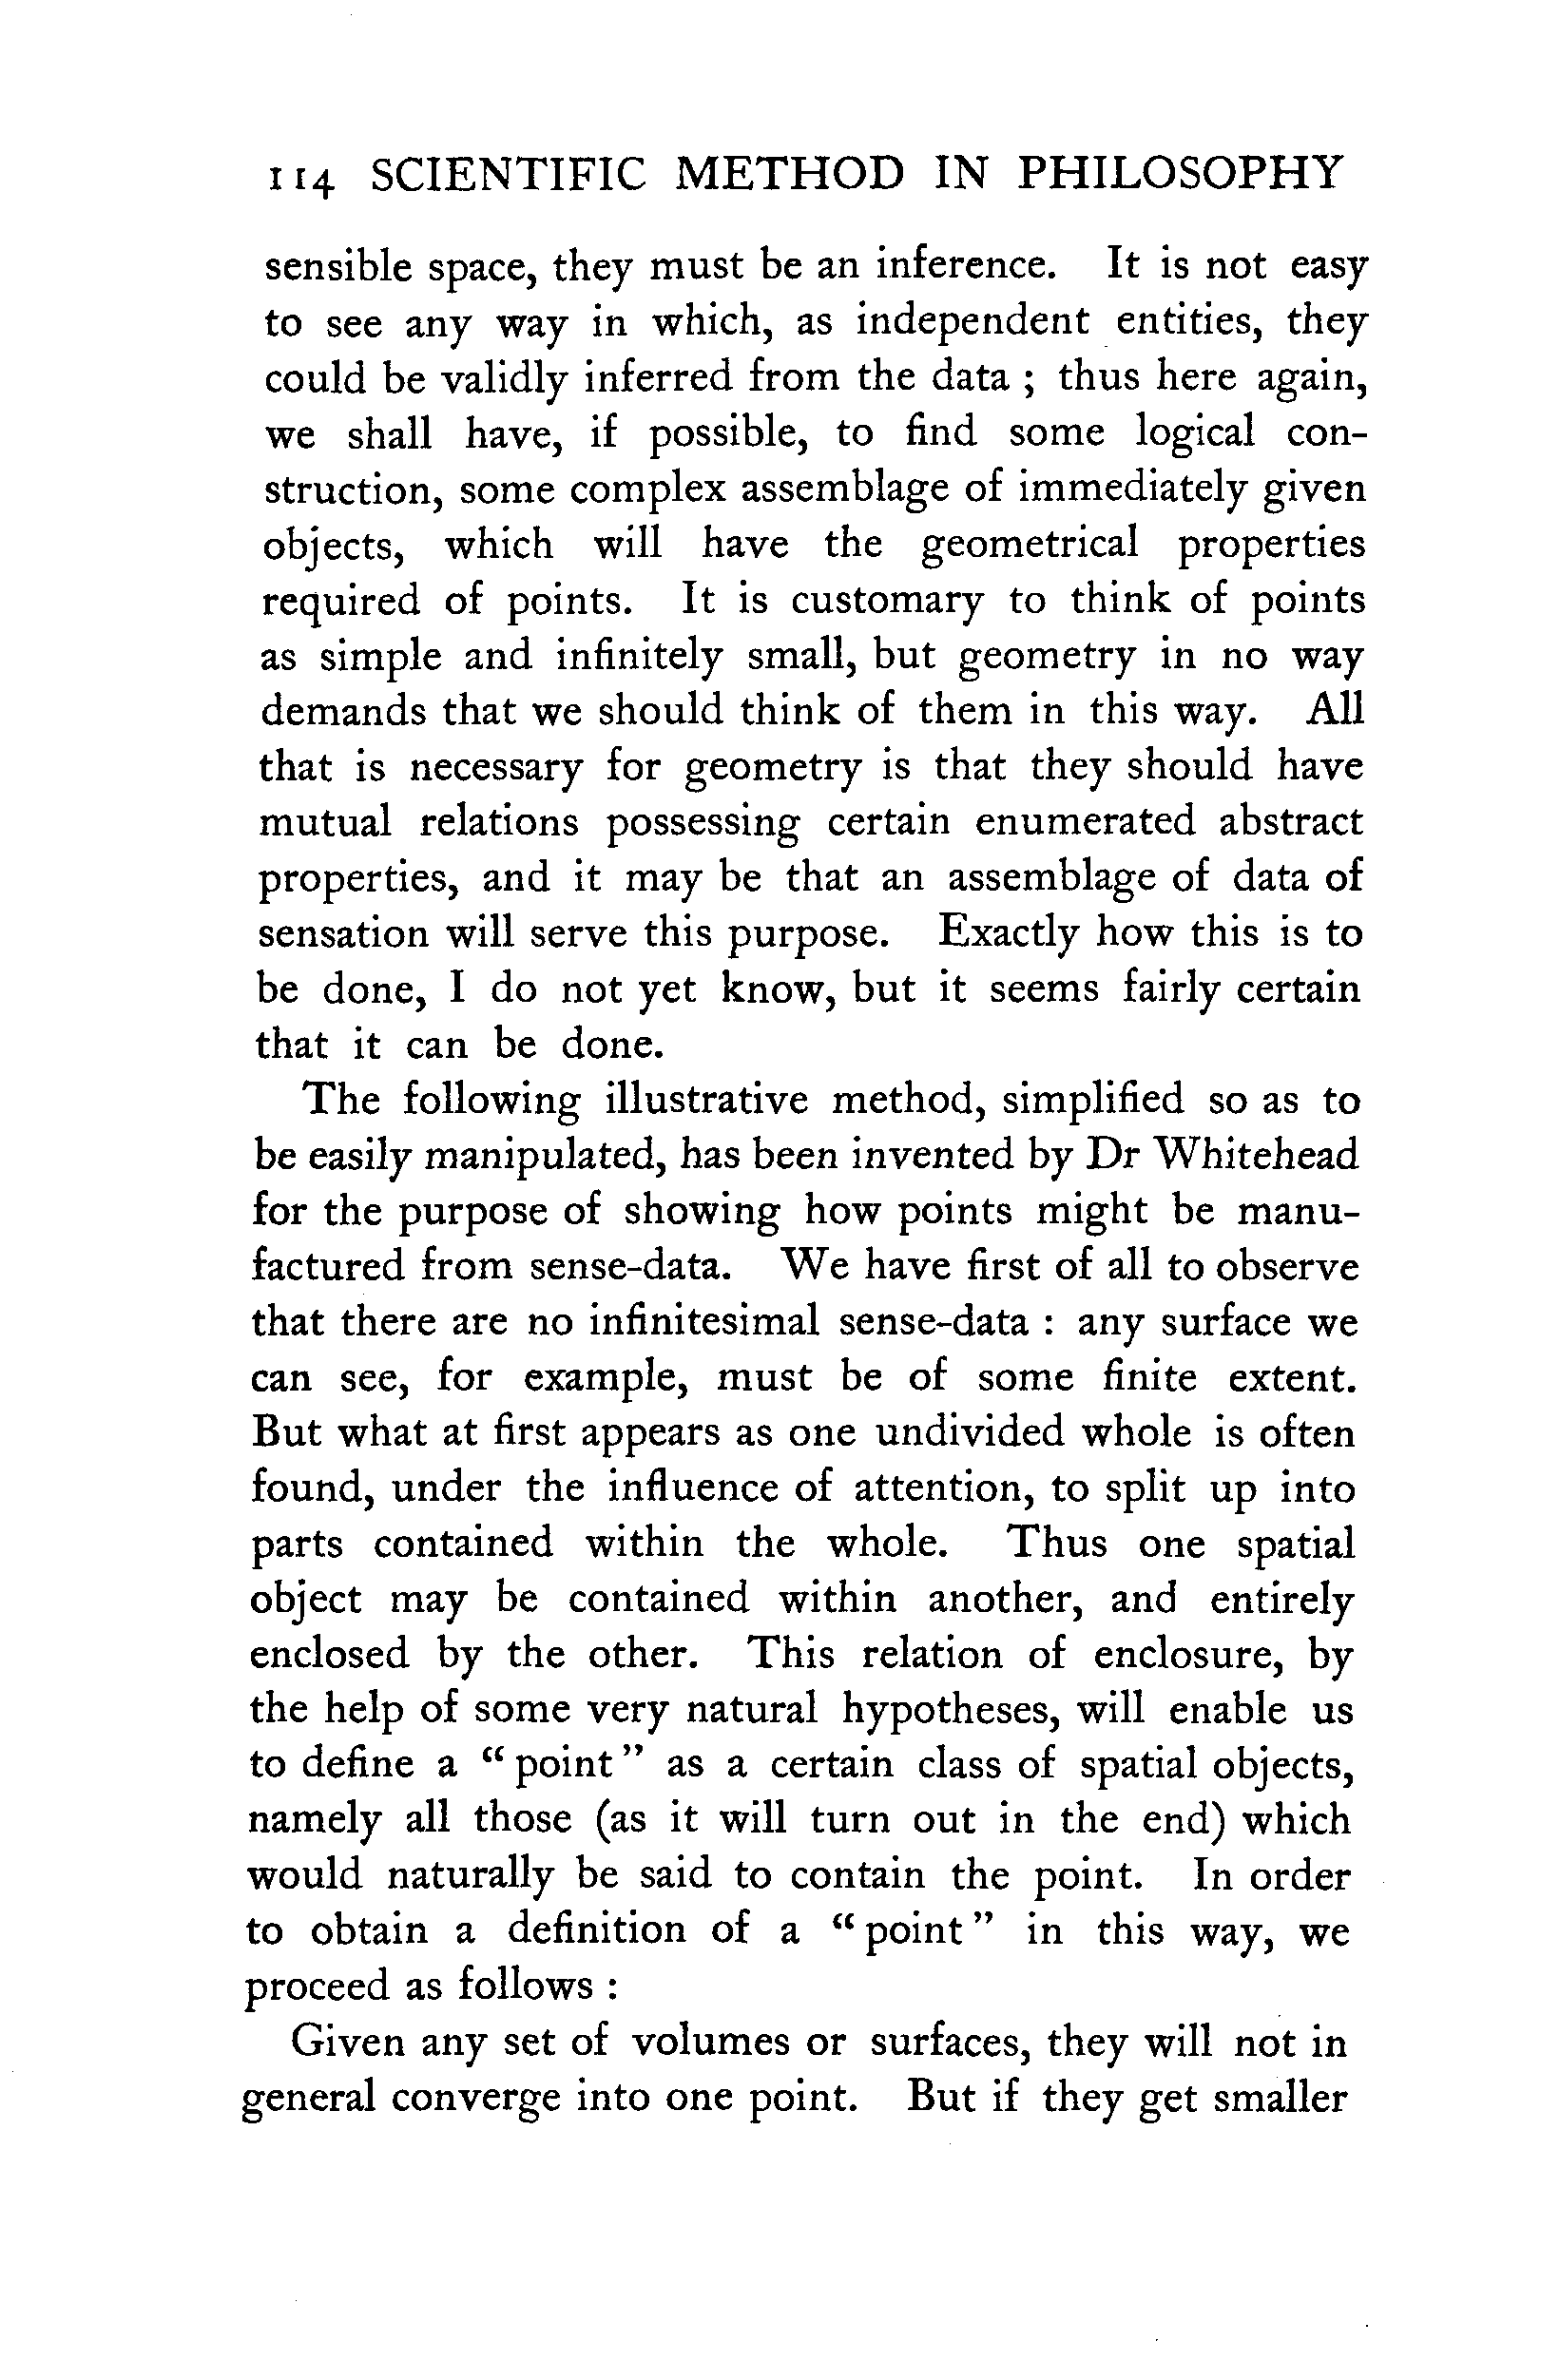 114 SCIENTIFIC METHOD IN PHILOSOPHY
sensible space, they must be an inference. It is not easy
to see any way in which, as independent entities, they
could be validly inferred from the data ; thus here again,
we shall have, if possible, to find some logical con-
struction, some complex assemblage of immediately given
objects, which will have the geometrical properties
required of points. It is customary to think of points
as simple and infinitely small, but geometry in no way
demands that we should think of them in this way. All
that is necessary for geometry is that they should have
mutual relations possessing certain enumerated abstract
properties, and it may be that an assemblage of data of
sensation will serve this purpose. Exactly how this is to
be done, I do not yet know, but it seems fairly certain
that it can be done.
The following illustrative method, simplified so as to
be easily manipulated, has been invented by Dr Whitehead
for the purpose of showing how points might be manu-
factured from sense-data. We have first of all to observe
that there are no infinitesimal sense-data : any surface we
can see, for example, must be of some finite extent.
But what at first appears as one undivided whole is often
found, under the influence of attention, to split up into
parts contained within the whole. Thus one spatial
object may be contained within another, and entirely
enclosed by the other. This relation of enclosure, by
the help of some very natural hypotheses, will enable us
to define a “ point ” as a certain class of spatial objects,
namely all those (as it will turn out in the end) which
would naturally be said to contain the point. In order
to obtain a definition of a “ point ” in this way, we
proceed as follows :
Given any set of volumes or surfaces, they will not in
general converge into one point. But if they get smaller